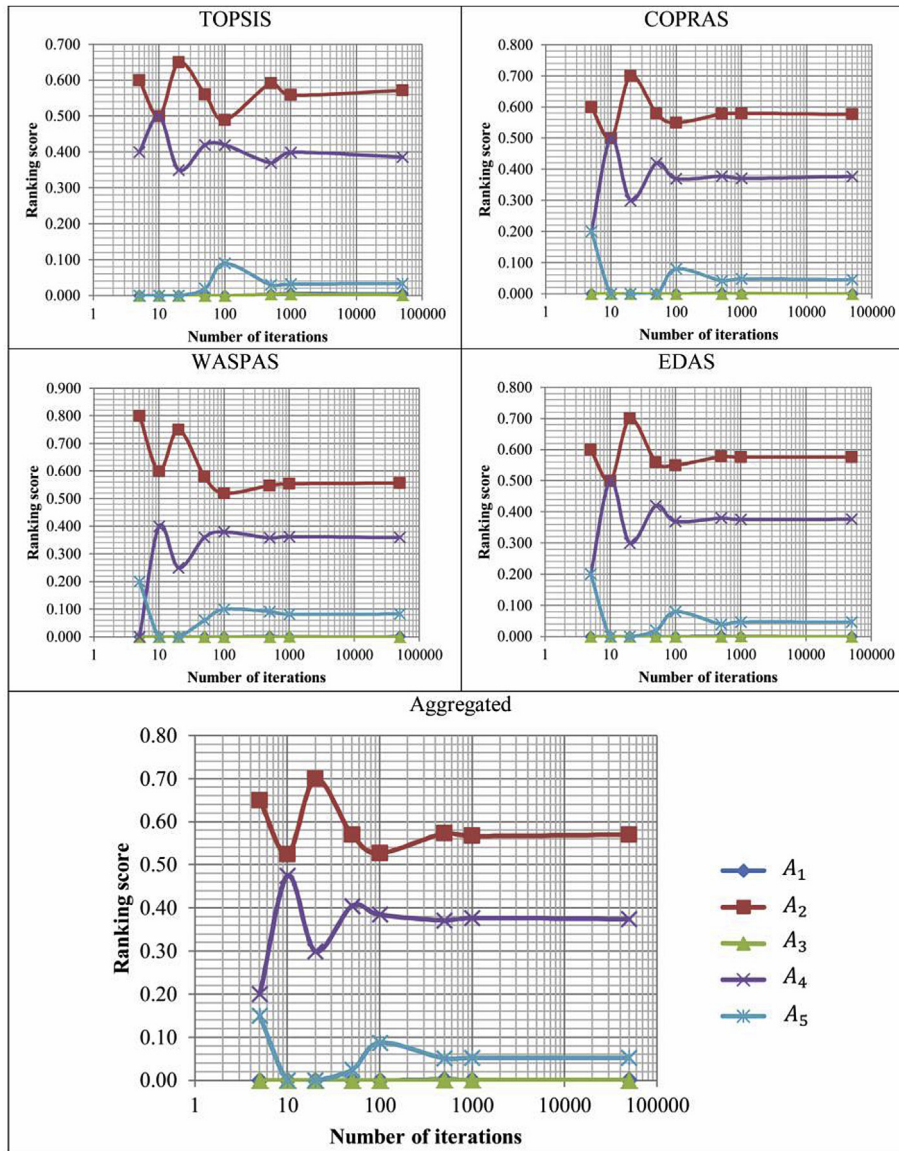 TOPSIS
0.700
0.600
0.500
0.400
0.300
0.200
0.100
0.000
Ranking score
1 10 100 1000 10000 100000
Number of iterations
COPRAS
0.800
0.700
0.600
0.500
0.400
0.300
0.200
0.100
0.000
Ranking score
1 10 100 1000 10000 100000
Number of iterations
WASPAS
0.900
0.800
0.700
0.600
0.500
0.400
0.300
0.200
0.100
0.000
Ranking score
1 10 100 1000 10000 100000
Number of iterations
EDAS
0.800
0.700
0.600
0.500
0.400
0.300
0.200
0.100
0.000
Ranking score
1 10 100 1000 10000 100000
Number of iterations
Aggregated
0.80
0.70
0.60
0.50
0.40
0.30
0.20
0.10
0.00
Ranking score
1 10 100 1000 10000 100000
Number of iterations
A₁
A₂
A₃
A₄
A₅